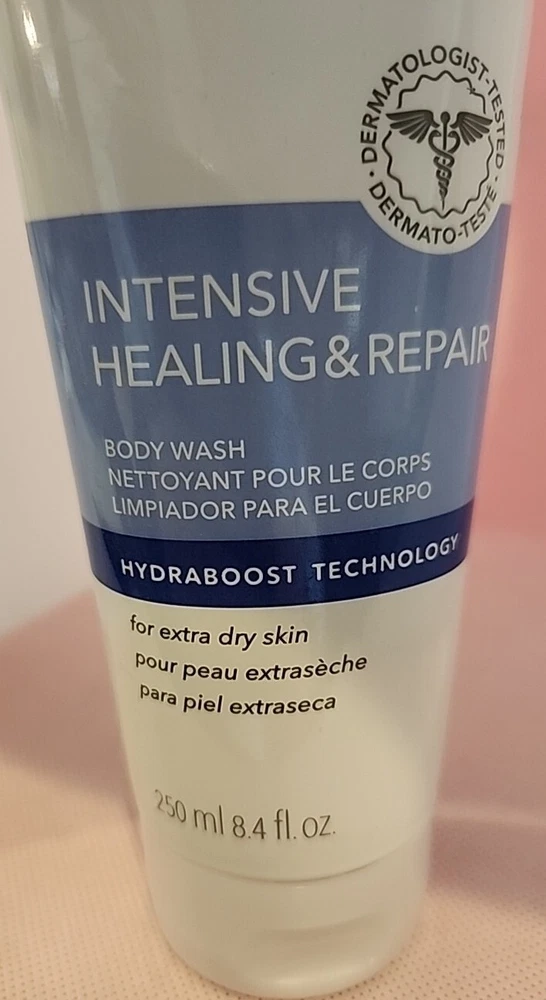 DERMATOLOGIST-TESTED
DERMATO-TESTÉ
INTENSIVE
HEALING & REPAIR
BODY WASH
NETTOYANT POUR LE CORPS
LIMPIADOR PARA EL CUERPO
HYDRABOOST TECHNOLOGY
for extra dry skin
pour peau extrasèche
para piel extraseca
250 ml 8.4 fl. oz.